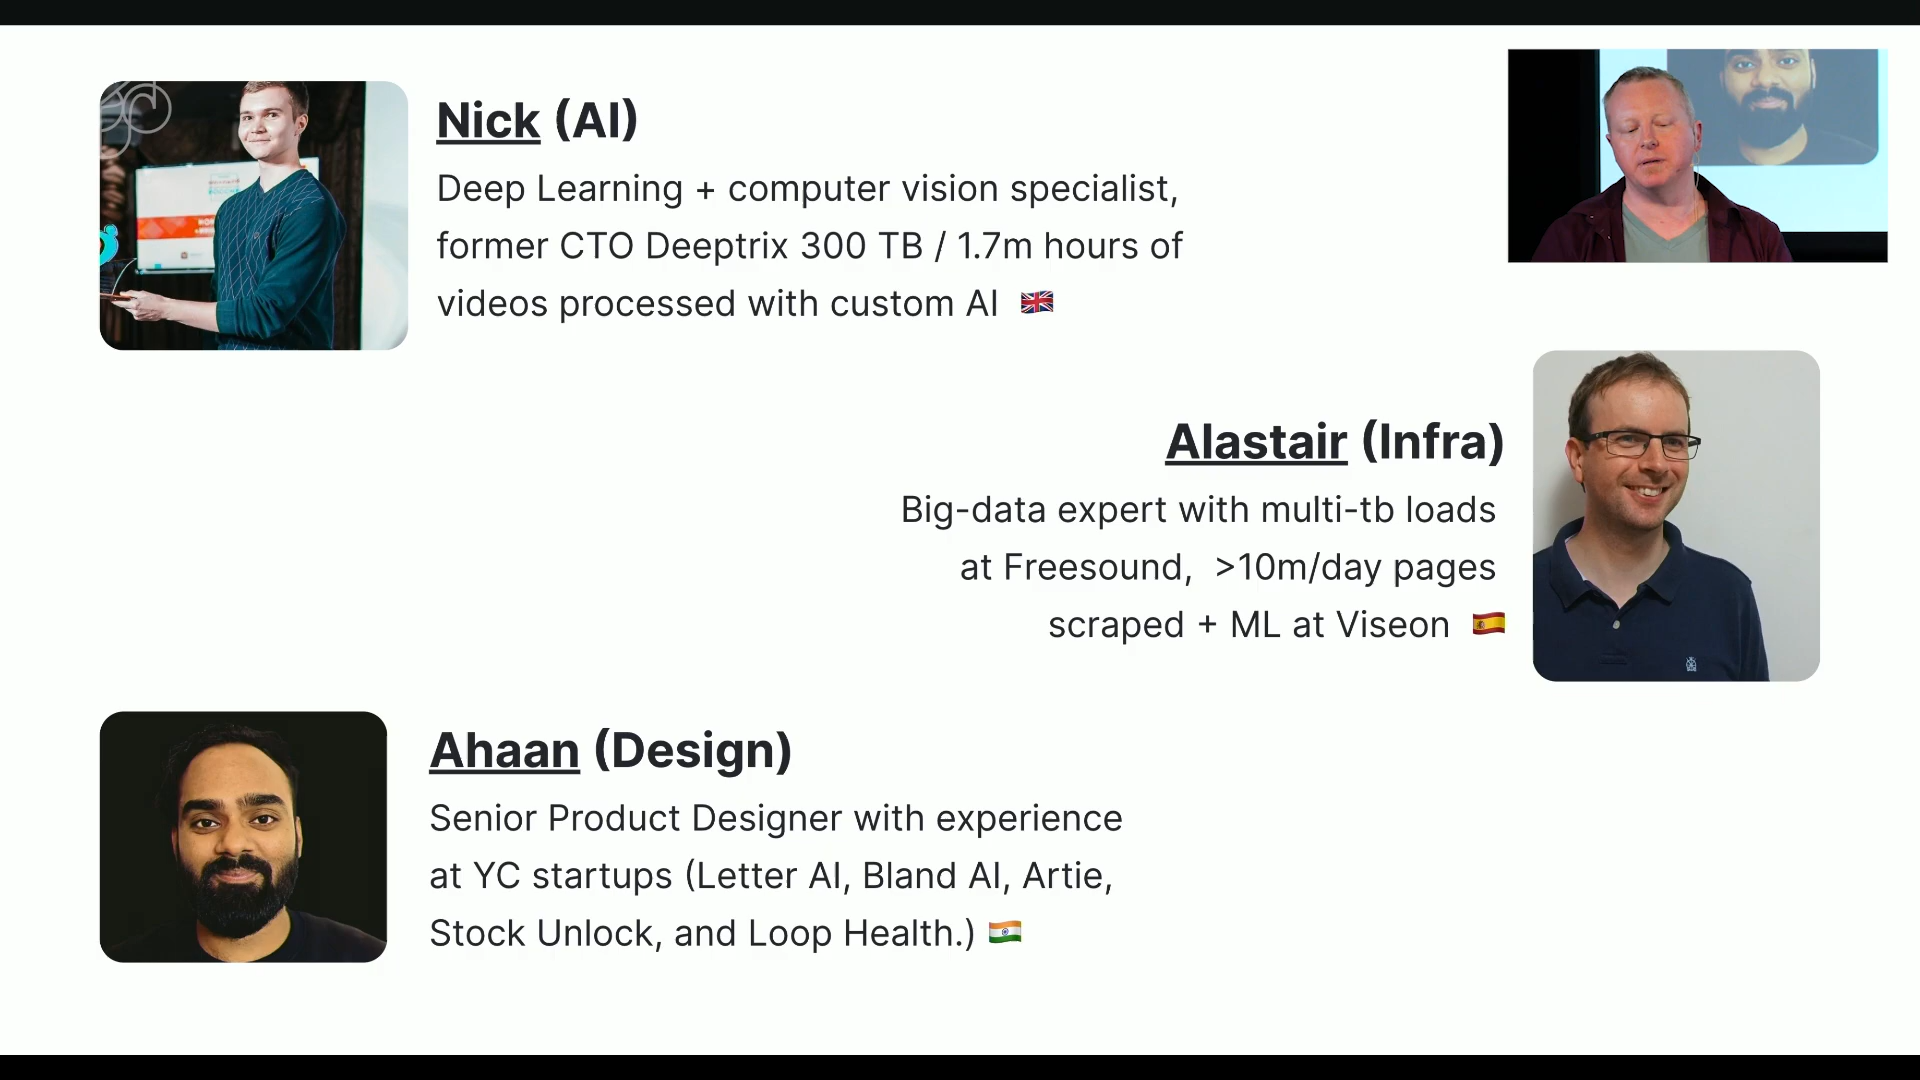 Nick (AI)
Deep Learning + computer vision specialist,
former CTO Deeptrix 300 TB / 1.7m hours of
videos processed with custom AI 🇬🇧
Alastair (Infra)
Big-data expert with multi-tb loads
at Freesound, >10m/day pages
scraped + ML at Viseon 🇪🇸
Ahaan (Design)
Senior Product Designer with experience
at YC startups (Letter AI, Bland AI, Artie,
Stock Unlock, and Loop Health.) 🇮🇳